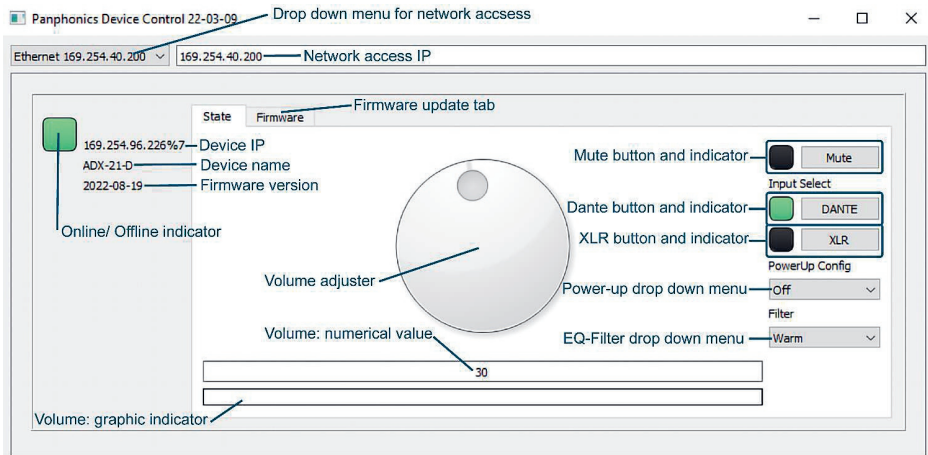 Panphonics Device Control 22-03-09
Drop down menu for network accsess
Ethernet 169.254.40.200
169.254.40.200
Network access IP
State
Firmware
Firmware update tab
169.254.96.226%7
Device IP
ADX-21-D
Device name
2022-08-19
Firmware version
Online/ Offline indicator
Mute button and indicator
Mute
Input Select
Dante button and indicator
DANTE
XLR button and indicator
XLR
PowerUp Config
Volume adjuster
Power-up drop down menu
Off
Filter
Volume: numerical value
EQ-Filter drop down menu
Warm
30
Volume: graphic indicator